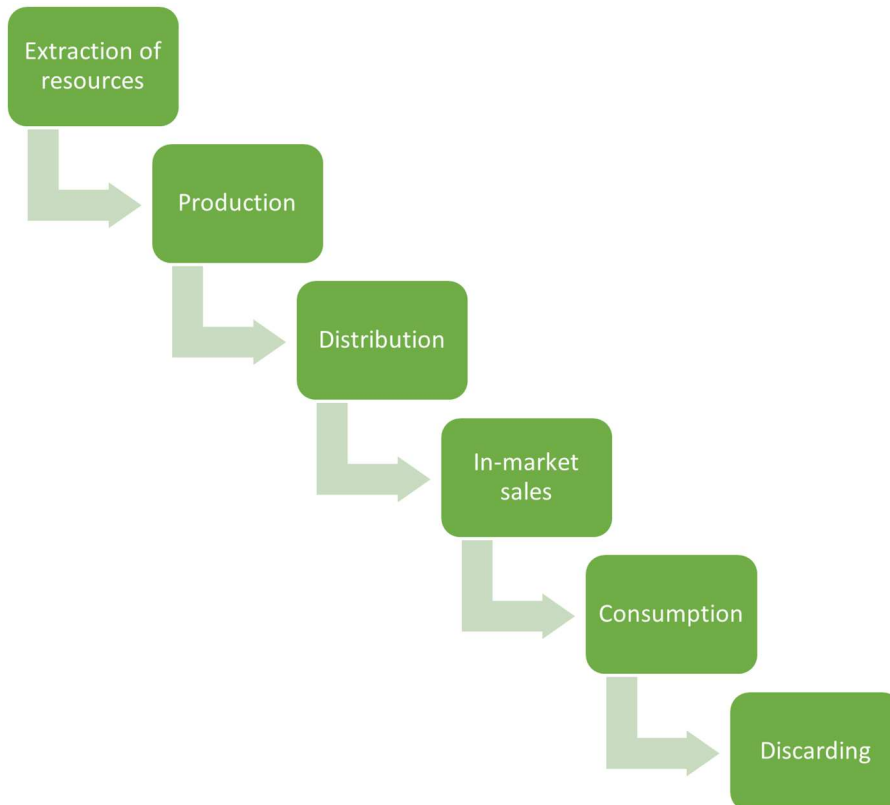 Extraction of
resources
Production
Distribution
In-market
sales
Consumption
Discarding